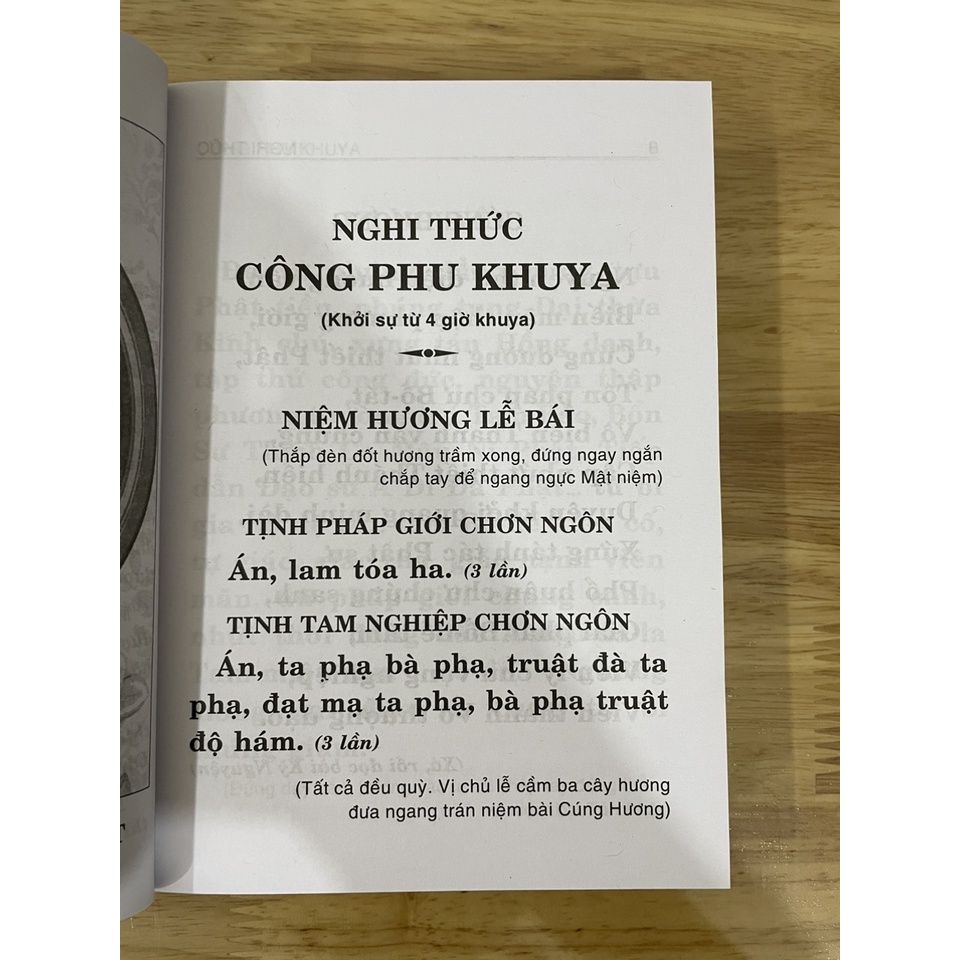 NGHI THỨC
CÔNG PHU KHUYA
(Khởi sự từ 4 giờ khuya)
NIỆM HƯƠNG LỄ BÁI
(Thắp đèn đốt hương trầm xong, đứng ngay ngắn
chắp tay để ngang ngực Mật niệm)
TỊNH PHÁP GIỚI CHƠN NGÔN
Án, lam tóa ha. (3 lần)
TỊNH TAM NGHIỆP CHƠN NGÔN
Án, ta phạ bà phạ, truật đà ta
phạ, đạt mạ ta phạ, bà phạ truật
độ hám. (3 lần)
(Tất cả đều quỳ. Vị chủ lễ cầm ba cây hương
đưa ngang trán niệm bài Cúng Hương)